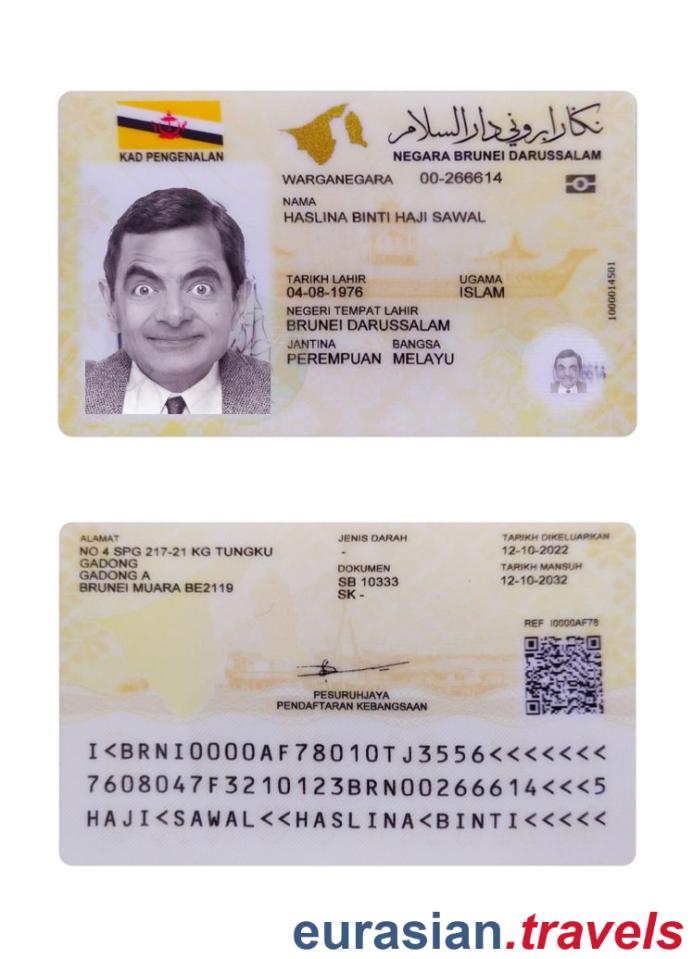 KAD PENGENALAN
نڬارا بروني دارالسلام
NEGARA BRUNEI DARUSSALAM
WARGANEGARA 00-266614
NAMA
HASLINA BINTI HAJI SAWAL
TARIKH LAHIR UGAMA
04-08-1976 ISLAM
NEGERI TEMPAT LAHIR
BRUNEI DARUSSALAM
JANTINA BANGSA
PEREMPUAN MELAYU
1000014501
ALAMAT
NO 4 SPG 217-21 KG TUNGKU
GADONG
GADONG A
BRUNEI MUARA BE2119
JENIS DARAH
-
DOKUMEN
SB 10333
SK -
TARIKH DIKELUARKAN
12-10-2022
TARIKH MANSUH
12-10-2032
REF I0000AF78
PESURUHJAYA
PENDAFTARAN KEBANGSAAN
I<BRNI0000AF78010TJ3556<<<<<<<
7608047F3210123BRN00266614<<<5
HAJI<SAWAL<<HASLINA<BINTI<<<<<
eurasian.travels